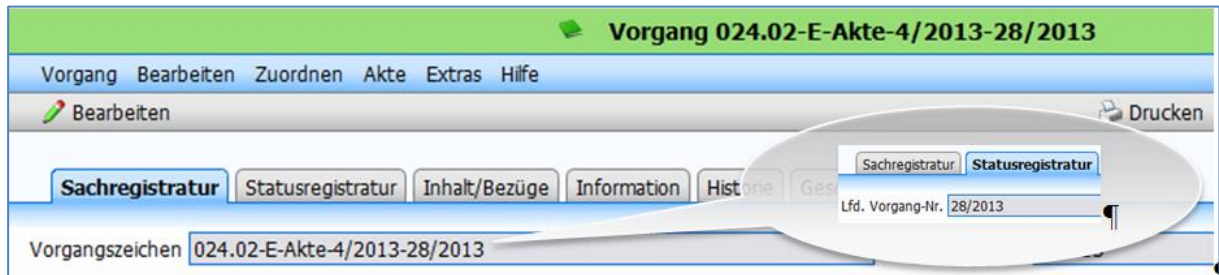 Vorgang 024.02-E-Akte-4/2013-28/2013
Vorgang Bearbeiten Zuordnen Akte Extras Hilfe
Bearbeiten Drucken
Sachregistratur Statusregistratur Inhalt/Bezüge Information Historie
Sachregistratur Statusregistratur
Lfd. Vorgang-Nr. 28/2013 ¶
Vorgangszeichen 024.02-E-Akte-4/2013-28/2013